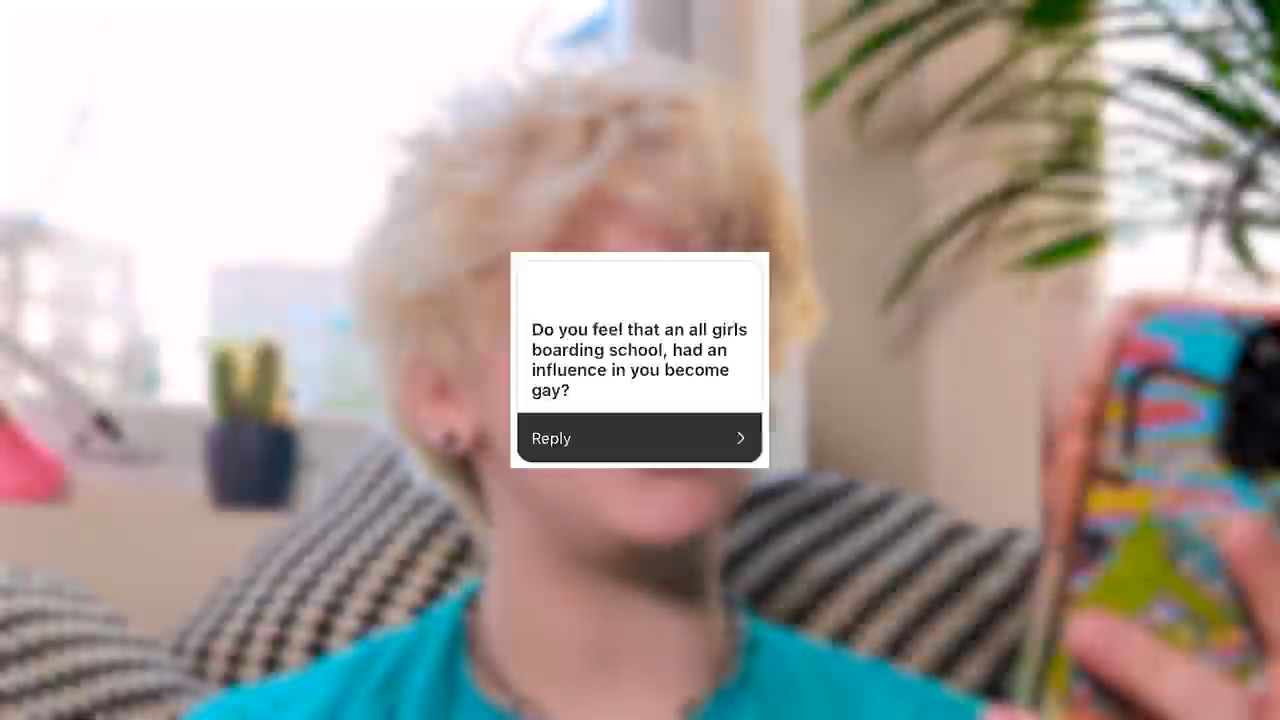 Do you feel that an all girls
boarding school, had an
influence in you become
gay?
Reply